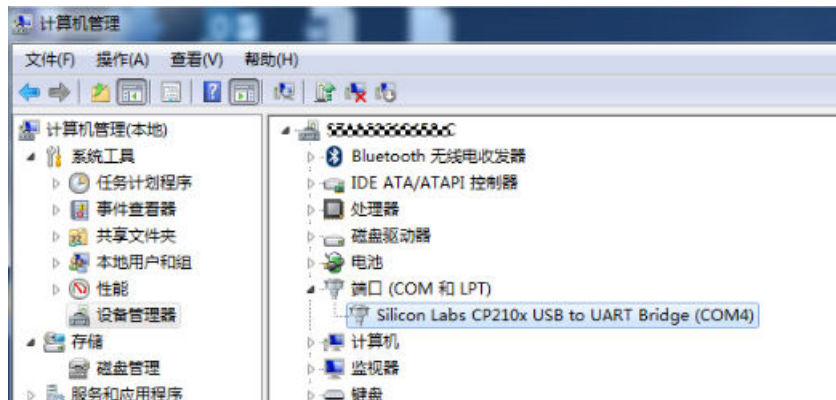 计算机管理
文件(F) 操作(A) 查看(V) 帮助(H)
计算机管理(本地)
系统工具
任务计划程序
事件查看器
共享文件夹
本地用户和组
性能
设备管理器
存储
磁盘管理
服务和应用程序
Bluetooth 无线电收发器
IDE ATA/ATAPI 控制器
处理器
磁盘驱动器
电池
端口 (COM 和 LPT)
Silicon Labs CP210x USB to UART Bridge (COM4)
计算机
监视器
键盘